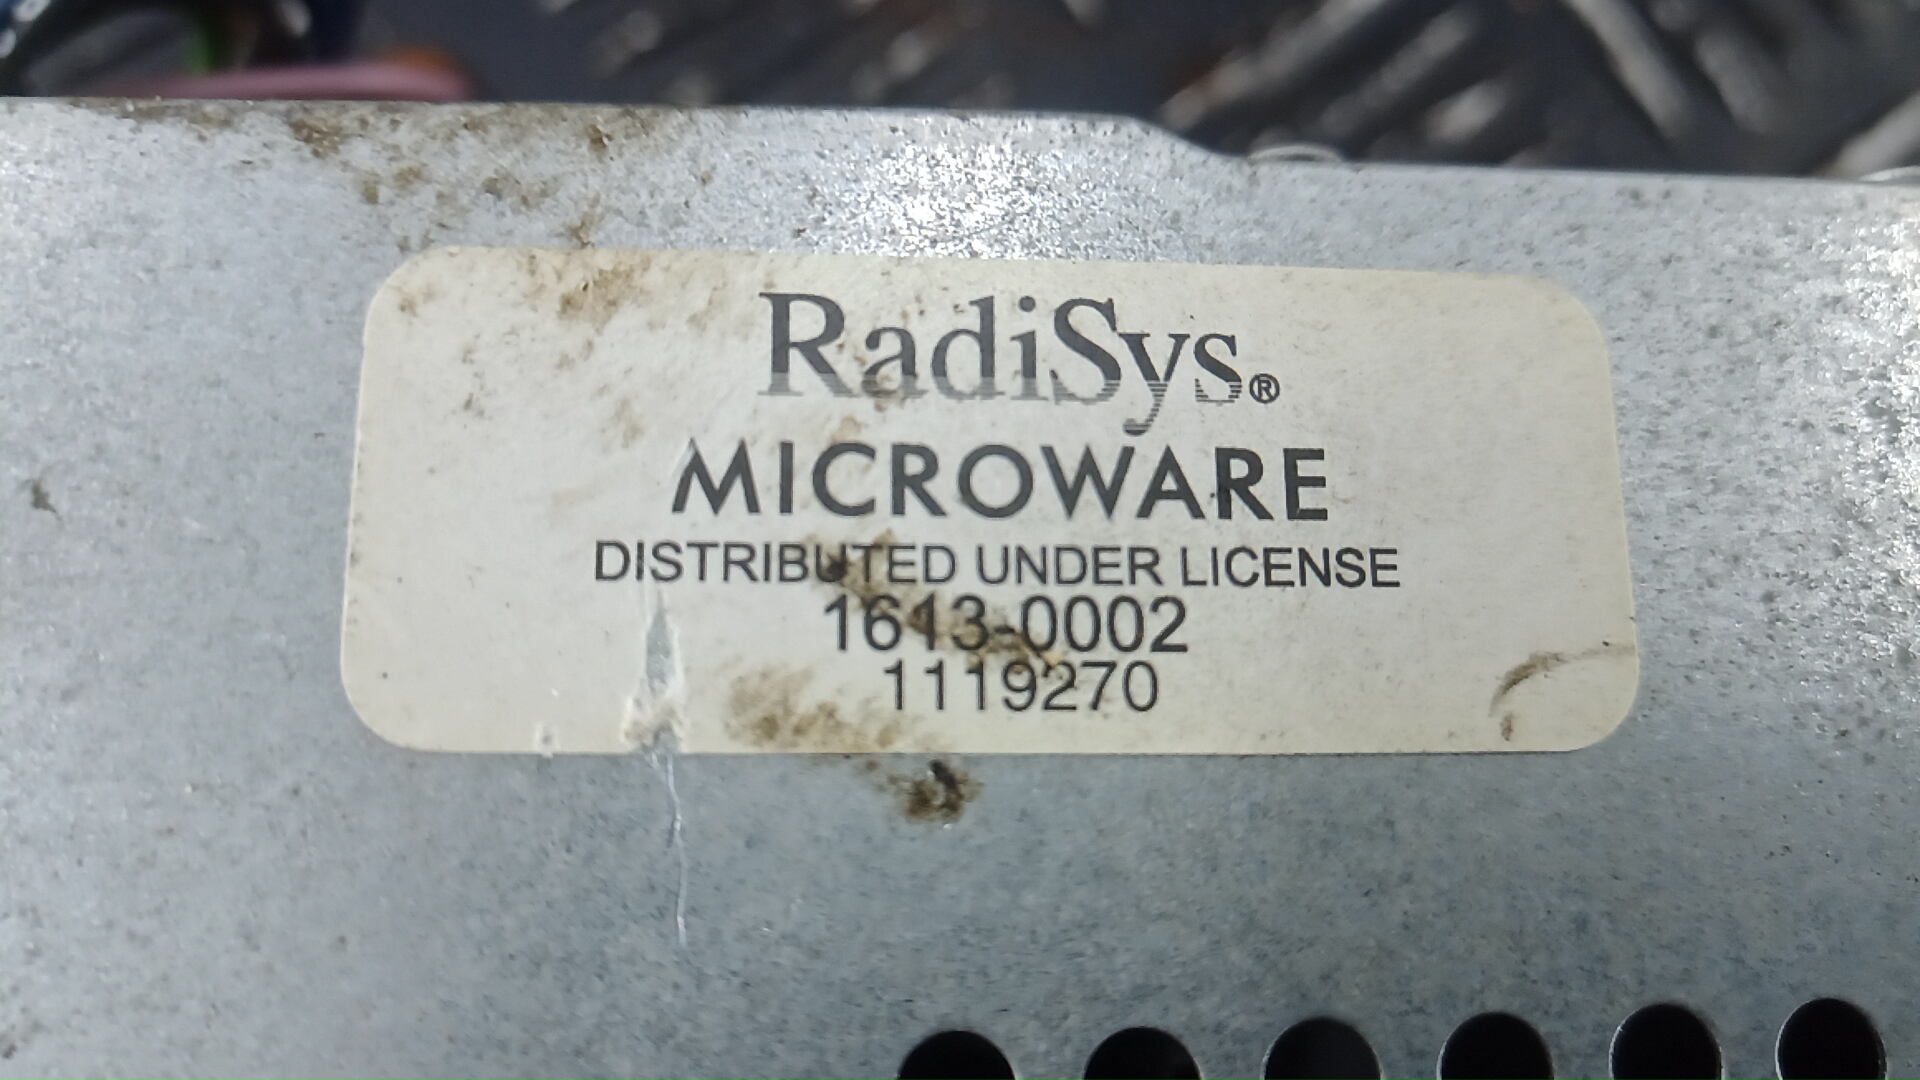 RadiSys®
MICROWARE
DISTRIBUTED UNDER LICENSE
1613-0002
1119270